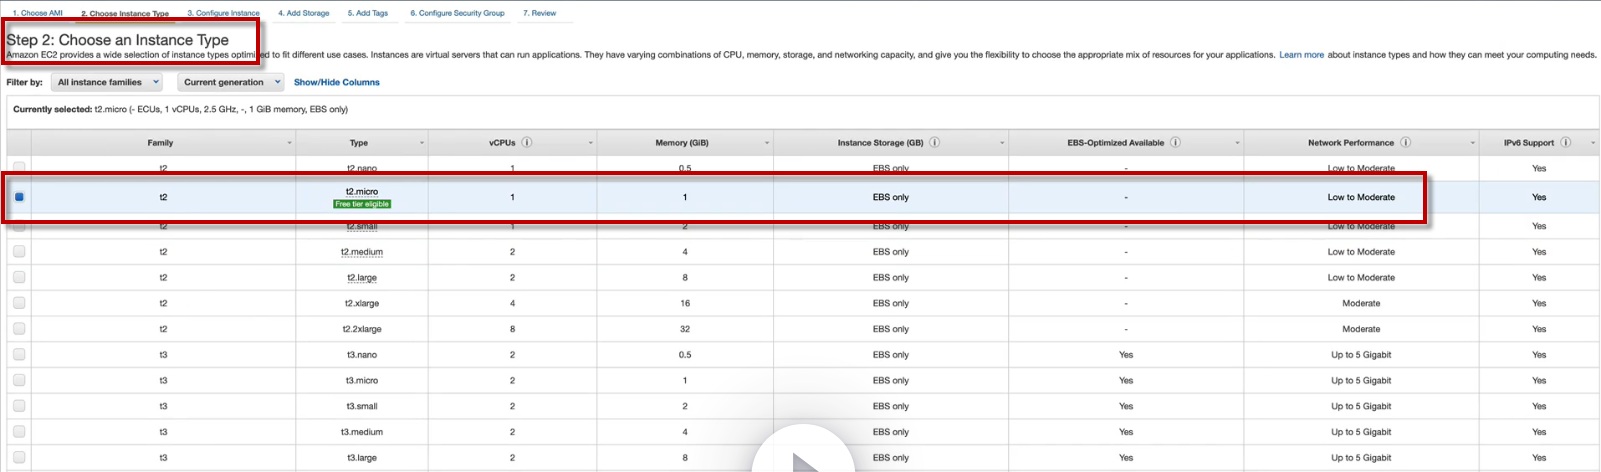 1. Choose AMI 2. Choose Instance Type 3. Configure Instance 4. Add Storage 5. Add Tags 6. Configure Security Group 7. Review
Step 2: Choose an Instance Type
Amazon EC2 provides a wide selection of instance types optimized to fit different use cases. Instances are virtual servers that can run applications. They have varying combinations of CPU, memory, storage, and networking capacity, and give you the flexibility to choose the appropriate mix of resources for your applications. Learn more about instance types and how they can meet your computing needs.
Filter by: All instance families Current generation Show/Hide Columns
Currently selected: t2.micro (- ECUs, 1 vCPUs, 2.5 GHz, -, 1 GiB memory, EBS only)
Family Type vCPUs Memory (GiB) Instance Storage (GB) EBS-Optimized Available Network Performance IPv6 Support
t2 t2.nano 1 0.5 EBS only - Low to Moderate Yes
t2 t2.micro 1 1 EBS only - Low to Moderate Yes
Free tier eligible
t2 t2.small 1 2 EBS only - Low to Moderate Yes
t2 t2.medium 2 4 EBS only - Low to Moderate Yes
t2 t2.large 2 8 EBS only - Low to Moderate Yes
t2 t2.xlarge 4 16 EBS only - Moderate Yes
t2 t2.2xlarge 8 32 EBS only - Moderate Yes
t3 t3.nano 2 0.5 EBS only Yes Up to 5 Gigabit Yes
t3 t3.micro 2 1 EBS only Yes Up to 5 Gigabit Yes
t3 t3.small 2 2 EBS only Yes Up to 5 Gigabit Yes
t3 t3.medium 2 4 EBS only Yes Up to 5 Gigabit Yes
t3 t3.large 2 8 EBS only Yes Up to 5 Gigabit Yes